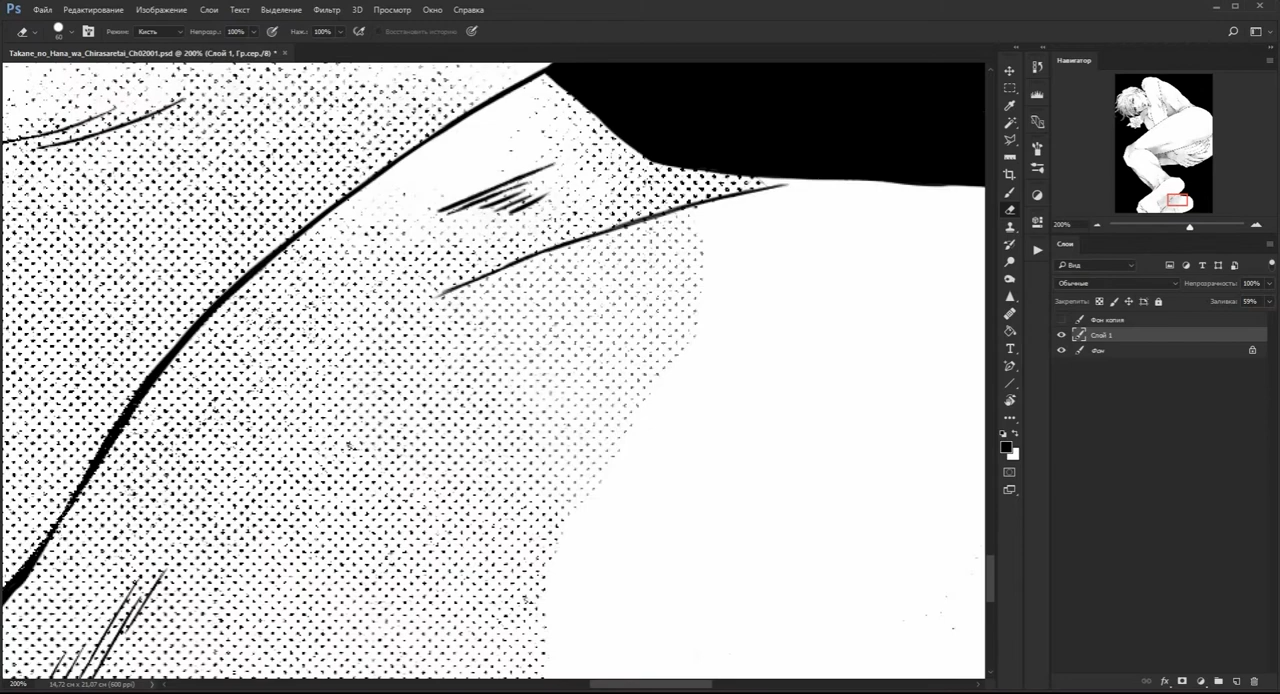 Ps Файл Редактирование Изображение Слои Текст Выделение Фильтр 3D Просмотр Окно Справка
60 Режим: Кисть Непрозр.: 100% Наж.: 100% Восстановить историю
Takane_no_Hana_wa_Chirasaretai_Ch02001.psd @ 200% (Слой 1, Гр.сер./8) * ×
Навигатор
200%
Слои
Вид
Обычные Непрозрачность: 100%
Закрепить: Заливка: 59%
Фон копия
Слой 1
Фон
200% 14,72 см x 21,07 см (600 ppi)